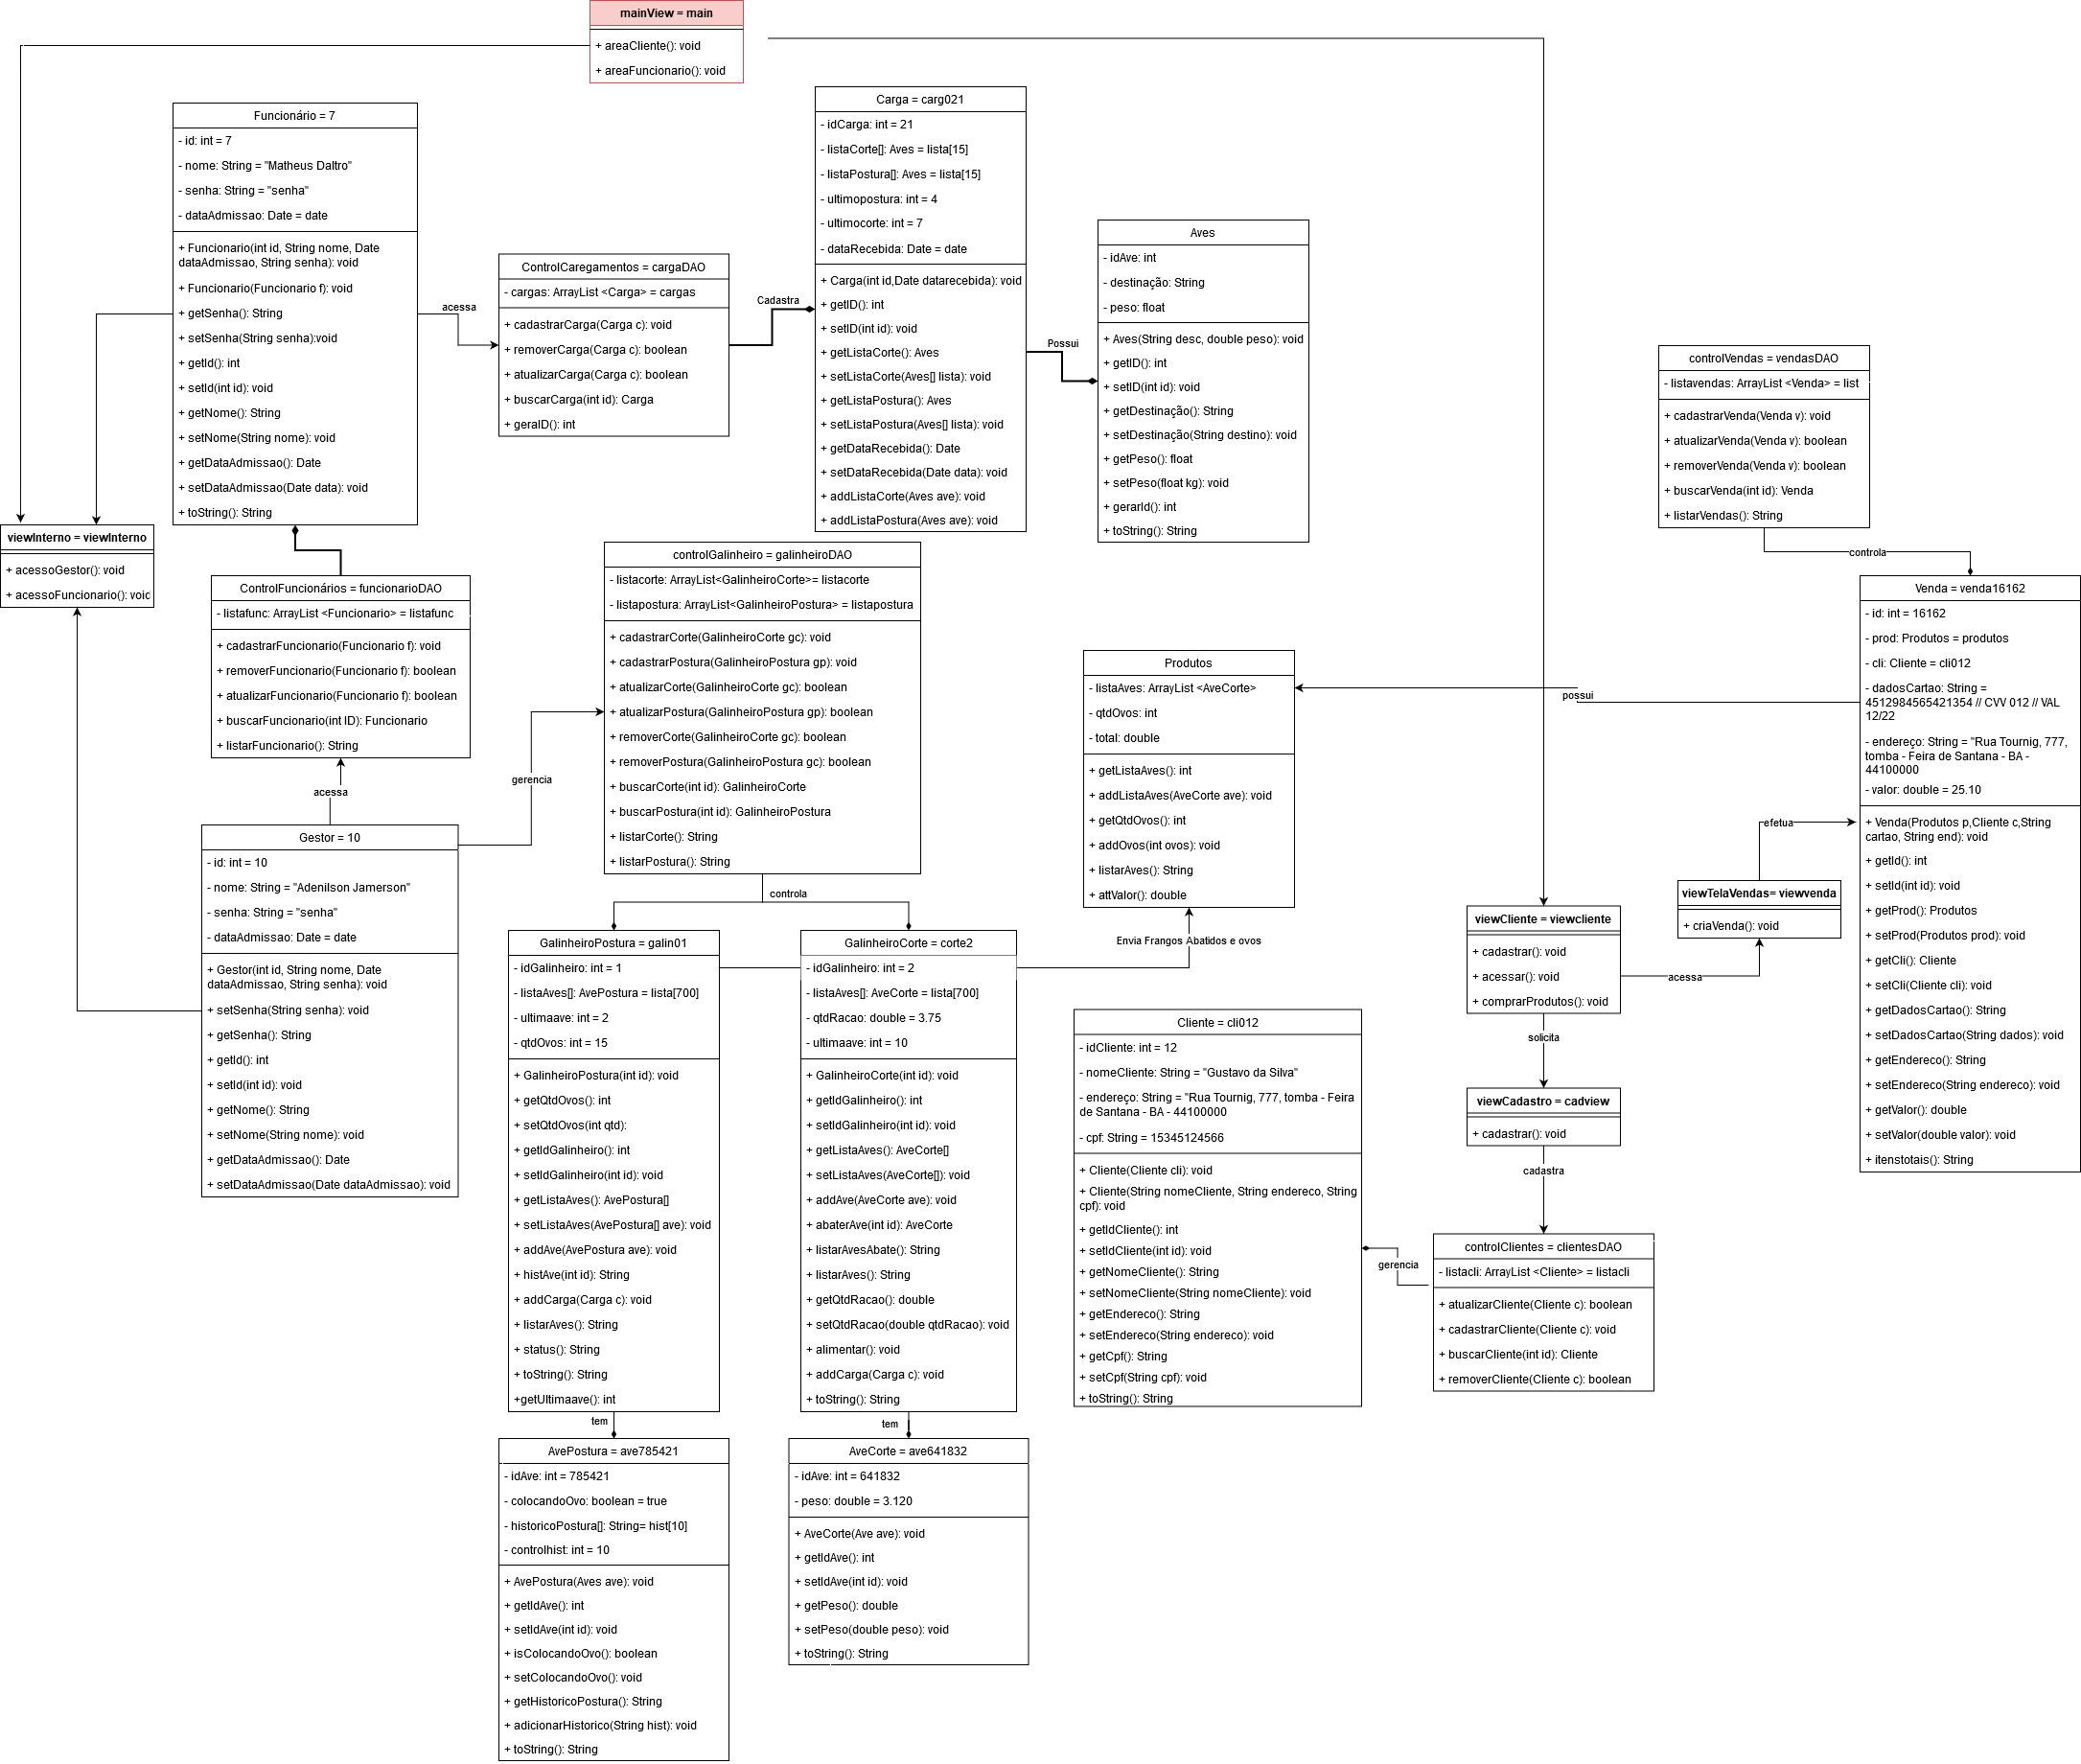 mainView = main
+ areaCliente(): void
+ areaFuncionario(): void
Funcionário = 7
- id: int = 7
- nome: String = "Matheus Daltro"
- senha: String = "senha"
- dataAdmissao: Date = date
+ Funcionario(int id, String nome, Date
dataAdmissao, String senha): void
+ Funcionario(Funcionario f): void
+ getSenha(): String
+ setSenha(String senha):void
+ getId(): int
+ setId(int id): void
+ getNome(): String
+ setNome(String nome): void
+ getDataAdmissao(): Date
+ setDataAdmissao(Date data): void
+ toString(): String
acessa
ControlCaregamentos = cargaDAO
- cargas: ArrayList <Carga> = cargas
+ cadastrarCarga(Carga c): void
+ removerCarga(Carga c): boolean
+ atualizarCarga(Carga c): boolean
+ buscarCarga(int id): Carga
+ geraID(): int
Cadastra
Carga = carg021
- idCarga: int = 21
- listaCorte[]: Aves = lista[15]
- listaPostura[]: Aves = lista[15]
- ultimopostura: int = 4
- ultimocorte: int = 7
- dataRecebida: Date = date
+ Carga(int id,Date datarecebida): void
+ getID(): int
+ setID(int id): void
+ getListaCorte(): Aves
+ setListaCorte(Aves[] lista): void
+ getListaPostura(): Aves
+ setListaPostura(Aves[] lista): void
+ getDataRecebida(): Date
+ setDataRecebida(Date data): void
+ addListaCorte(Aves ave): void
+ addListaPostura(Aves ave): void
Possui
Aves
- idAve: int
- destinação: String
- peso: float
+ Aves(String desc, double peso): void
+ getID(): int
+ setID(int id): void
+ getDestinação(): String
+ setDestinação(String destino): void
+ getPeso(): float
+ setPeso(float kg): void
+ gerarId(): int
+ toString(): String
controlVendas = vendasDAO
- listavendas: ArrayList <Venda> = list
+ cadastrarVenda(Venda v): void
+ atualizarVenda(Venda v): boolean
+ removerVenda(Venda v): boolean
+ buscarVenda(int id): Venda
+ listarVendas(): String
controla
viewInterno = viewInterno
+ acessoGestor(): void
+ acessoFuncionario(): void
ControlFuncionários = funcionarioDAO
- listafunc: ArrayList <Funcionario> = listafunc
+ cadastrarFuncionario(Funcionario f): void
+ removerFuncionario(Funcionario f): boolean
+ atualizarFuncionario(Funcionario f): boolean
+ buscarFuncionario(int ID): Funcionario
+ listarFuncionario(): String
acessa
gerencia
controlGalinheiro = galinheiroDAO
- listacorte: ArrayList<GalinheiroCorte>= listacorte
- listapostura: ArrayList<GalinheiroPostura> = listapostura
+ cadastrarCorte(GalinheiroCorte gc): void
+ cadastrarPostura(GalinheiroPostura gp): void
+ atualizarCorte(GalinheiroCorte gc): boolean
+ atualizarPostura(GalinheiroPostura gp): boolean
+ removerCorte(GalinheiroCorte gc): boolean
+ removerPostura(GalinheiroPostura gc): boolean
+ buscarCorte(int id): GalinheiroCorte
+ buscarPostura(int id): GalinheiroPostura
+ listarCorte(): String
+ listarPostura(): String
controla
Produtos
- listaAves: ArrayList <AveCorte>
- qtdOvos: int
- total: double
+ getListaAves(): int
+ addListaAves(AveCorte ave): void
+ getQtdOvos(): int
+ addOvos(int ovos): void
+ listarAves(): String
+ attValor(): double
possui
Envia Frangos Abatidos e ovos
Venda = venda16162
- id: int = 16162
- prod: Produtos = produtos
- cli: Cliente = cli012
- dadosCartao: String =
4512984565421354 // CVV 012 // VAL
12/22
- endereço: String = "Rua Tournig, 777,
tomba - Feira de Santana - BA -
44100000
- valor: double = 25.10
+ Venda(Produtos p,Cliente c,String
cartao, String end): void
+ getId(): int
+ setId(int id): void
+ getProd(): Produtos
+ setProd(Produtos prod): void
+ getCli(): Cliente
+ setCli(Cliente cli): void
+ getDadosCartao(): String
+ setDadosCartao(String dados): void
+ getEndereco(): String
+ setEndereco(String endereco): void
+ getValor(): double
+ setValor(double valor): void
+ itenstotais(): String
efetua
viewTelaVendas= viewvenda
+ criaVenda(): void
acessa
viewCliente = viewcliente
+ cadastrar(): void
+ acessar(): void
+ comprarProdutos(): void
solicita
viewCadastro = cadview
+ cadastrar(): void
cadastra
controlClientes = clientesDAO
- listacli: ArrayList <Cliente> = listacli
+ atualizarCliente(Cliente c): boolean
+ cadastrarCliente(Cliente c): void
+ buscarCliente(int id): Cliente
+ removerCliente(Cliente c): boolean
gerencia
Cliente = cli012
- idCliente: int = 12
- nomeCliente: String = "Gustavo da Silva"
- endereço: String = "Rua Tournig, 777, tomba - Feira
de Santana - BA - 44100000
- cpf: String = 15345124566
+ Cliente(Cliente cli): void
+ Cliente(String nomeCliente, String endereco, String
cpf): void
+ getIdCliente(): int
+ setIdCliente(int id): void
+ getNomeCliente(): String
+ setNomeCliente(String nomeCliente): void
+ getEndereco(): String
+ setEndereco(String endereco): void
+ getCpf(): String
+ setCpf(String cpf): void
+ toString(): String
Gestor = 10
- id: int = 10
- nome: String = "Adenilson Jamerson"
- senha: String = "senha"
- dataAdmissao: Date = date
+ Gestor(int id, String nome, Date
dataAdmissao, String senha): void
+ setSenha(String senha): void
+ getSenha(): String
+ getId(): int
+ setId(int id): void
+ getNome(): String
+ setNome(String nome): void
+ getDataAdmissao(): Date
+ setDataAdmissao(Date dataAdmissao): void
GalinheiroPostura = galin01
- idGalinheiro: int = 1
- listaAves[]: AvePostura = lista[700]
- ultimaave: int = 2
- qtdOvos: int = 15
+ GalinheiroPostura(int id): void
+ getQtdOvos(): int
+ setQtdOvos(int qtd):
+ getIdGalinheiro(): int
+ setIdGalinheiro(int id): void
+ getListaAves(): AvePostura[]
+ setListaAves(AvePostura[] ave): void
+ addAve(AvePostura ave): void
+ histAve(int id): String
+ addCarga(Carga c): void
+ listarAves(): String
+ status(): String
+ toString(): String
+getUltimaave(): int
tem
GalinheiroCorte = corte2
- idGalinheiro: int = 2
- listaAves[]: AveCorte = lista[700]
- qtdRacao: double = 3.75
- ultimaave: int = 10
+ GalinheiroCorte(int id): void
+ getIdGalinheiro(): int
+ setIdGalinheiro(int id): void
+ getListaAves(): AveCorte[]
+ setListaAves(AveCorte[]): void
+ addAve(AveCorte ave): void
+ abaterAve(int id): AveCorte
+ listarAvesAbate(): String
+ listarAves(): String
+ getQtdRacao(): double
+ setQtdRacao(double qtdRacao): void
+ alimentar(): void
+ addCarga(Carga c): void
+ toString(): String
tem
AvePostura = ave785421
- idAve: int = 785421
- colocandoOvo: boolean = true
- historicoPostura[]: String= hist[10]
- controlhist: int = 10
+ AvePostura(Aves ave): void
+ getIdAve(): int
+ setIdAve(int id): void
+ isColocandoOvo(): boolean
+ setColocandoOvo(): void
+ getHistoricoPostura(): String
+ adicionarHistorico(String hist): void
+ toString(): String
AveCorte = ave641832
- idAve: int = 641832
- peso: double = 3.120
+ AveCorte(Ave ave): void
+ getIdAve(): int
+ setIdAve(int id): void
+ getPeso(): double
+ setPeso(double peso): void
+ toString(): String